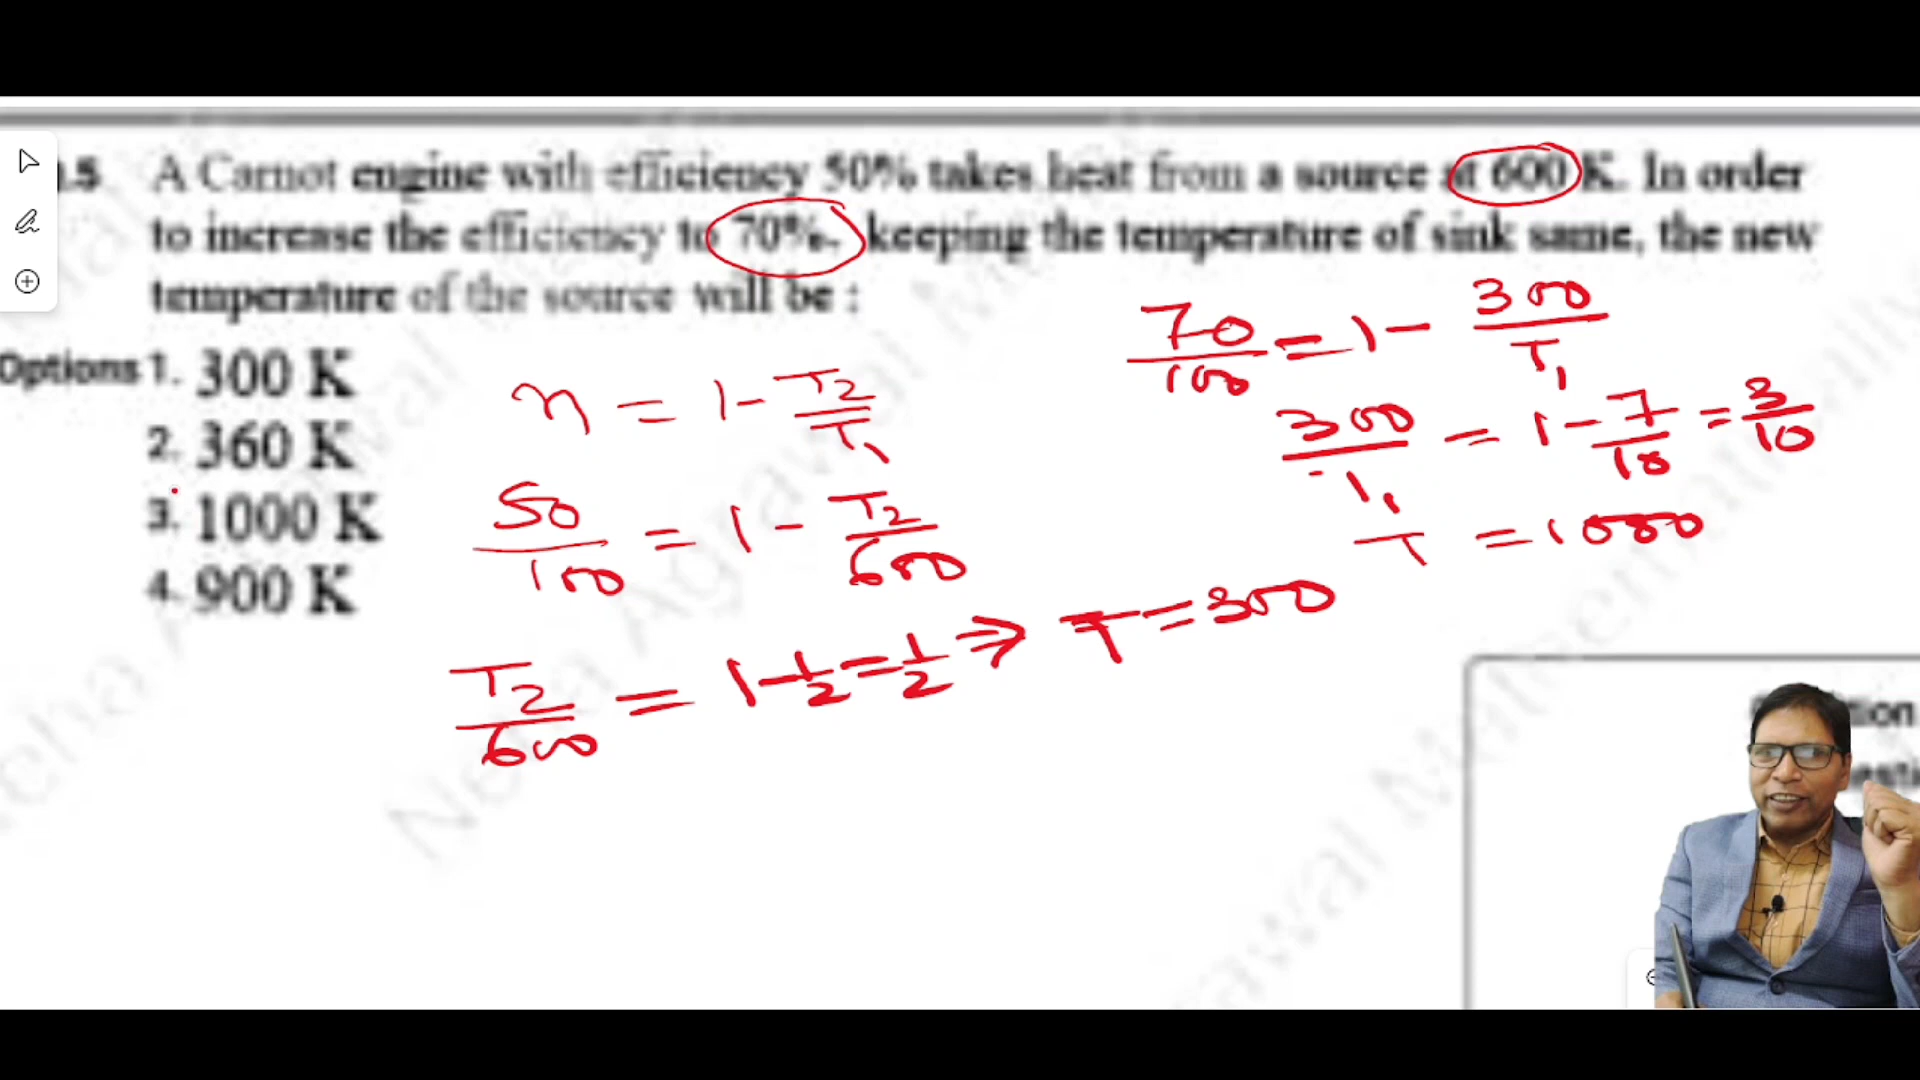 .5 A Carnot engine with efficiency 50% takes heat from a source at 600 K. In order
to increase the efficiency to 70%, keeping the temperature of sink same, the new
temperature of the source will be :
Options 1. 300 K
2. 360 K
3. 1000 K
4. 900 K
η = 1 - T₂/T₁
50/100 = 1 - T₂/600
T₂/600 = 1 - 1/2 = 1/2 ⇒ T = 300
70/100 = 1 - 300/T₁
300/T₁ = 1 - 7/10 = 3/10
T = 1000
Neha Agrawal